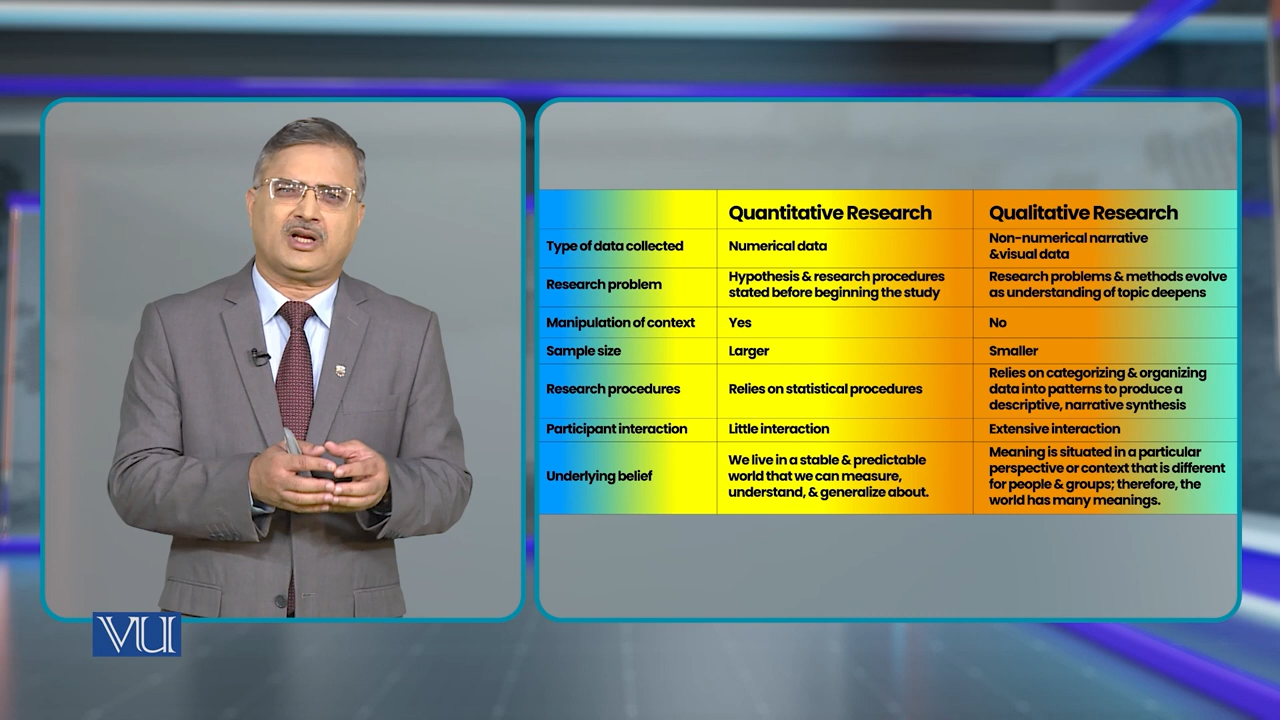 Quantitative Research
Qualitative Research
Type of data collected
Numerical data
Non-numerical narrative
&visual data
Research problem
Hypothesis & research procedures
stated before beginning the study
Research problems & methods evolve
as understanding of topic deepens
Manipulation of context
Yes
No
Sample size
Larger
Smaller
Research procedures
Relies on statistical procedures
Relies on categorizing & organizing
data into patterns to produce a
descriptive, narrative synthesis
Participant interaction
Little interaction
Extensive interaction
Underlying belief
We live in a stable & predictable
world that we can measure,
understand, & generalize about.
Meaning is situated in a particular
perspective or context that is different
for people & groups; therefore, the
world has many meanings.
VU